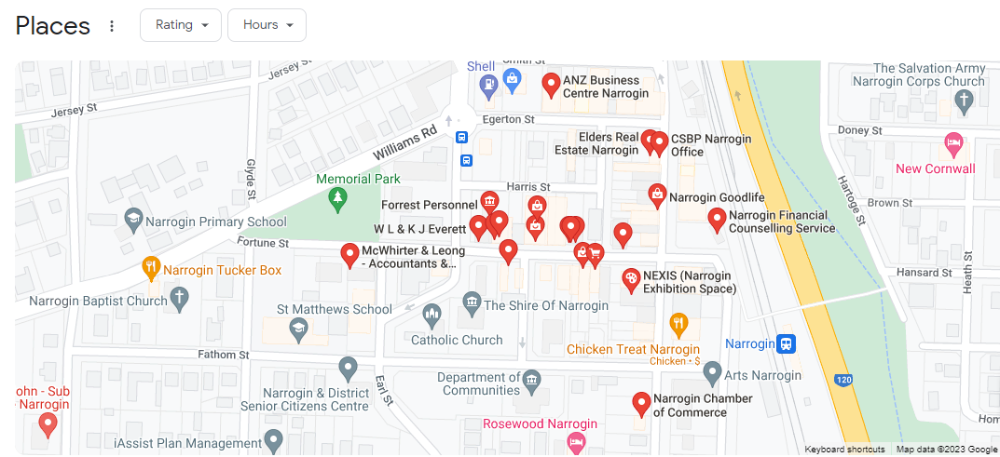 Places
Rating
Hours
Shell
Smith St
Jersey St
ANZ Business
Centre Narrogin
The Salvation Army
Narrogin Corps Church
Jersey St
Egerton St
Williams Rd
Elders Real
Estate Narrogin
CSBP Narrogin
Office
Doney St
New Cornwall
Glyde St
Memorial Park
Harris St
Hartoge St
Forrest Personnel
Narrogin Goodlife
Brown St
Narrogin Primary School
W L & K J Everett
Narrogin Financial
Counselling Service
Fortune St
McWhirter & Leong
- Accountants &...
Narrogin Tucker Box
NEXIS (Narrogin
Exhibition Space)
Hansard St
Heath St
Narrogin Baptist Church
St Matthews School
The Shire Of Narrogin
Catholic Church
Chicken Treat Narrogin
Chicken • $
Narrogin
Fathom St
Earl St
Department of
Communities
Arts Narrogin
120
ohn - Sub
Narrogin
Narrogin & District
Senior Citizens Centre
Narrogin Chamber
of Commerce
Rosewood Narrogin
iAssist Plan Management
Hom
Keyboard shortcuts
Map data ©2023 Google